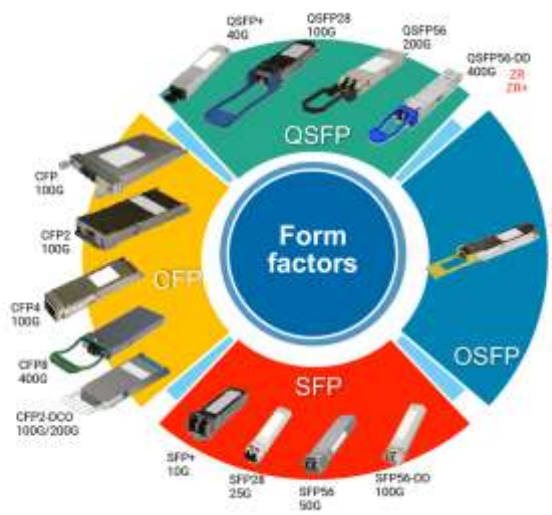 QSFP+
40G
QSFP28
100G
QSFP56
200G
QSFP56-DD
400G ZR
ZR+
QSFP
CFP
100G
CFP2
100G
CFP4
100G
CFP8
400G
CFP2-DCO
100G/200G
CFP
Form
factors
OSFP
SFP
SFP+
10G
SFP28
25G
SFP56
50G
SFP56-DD
100G